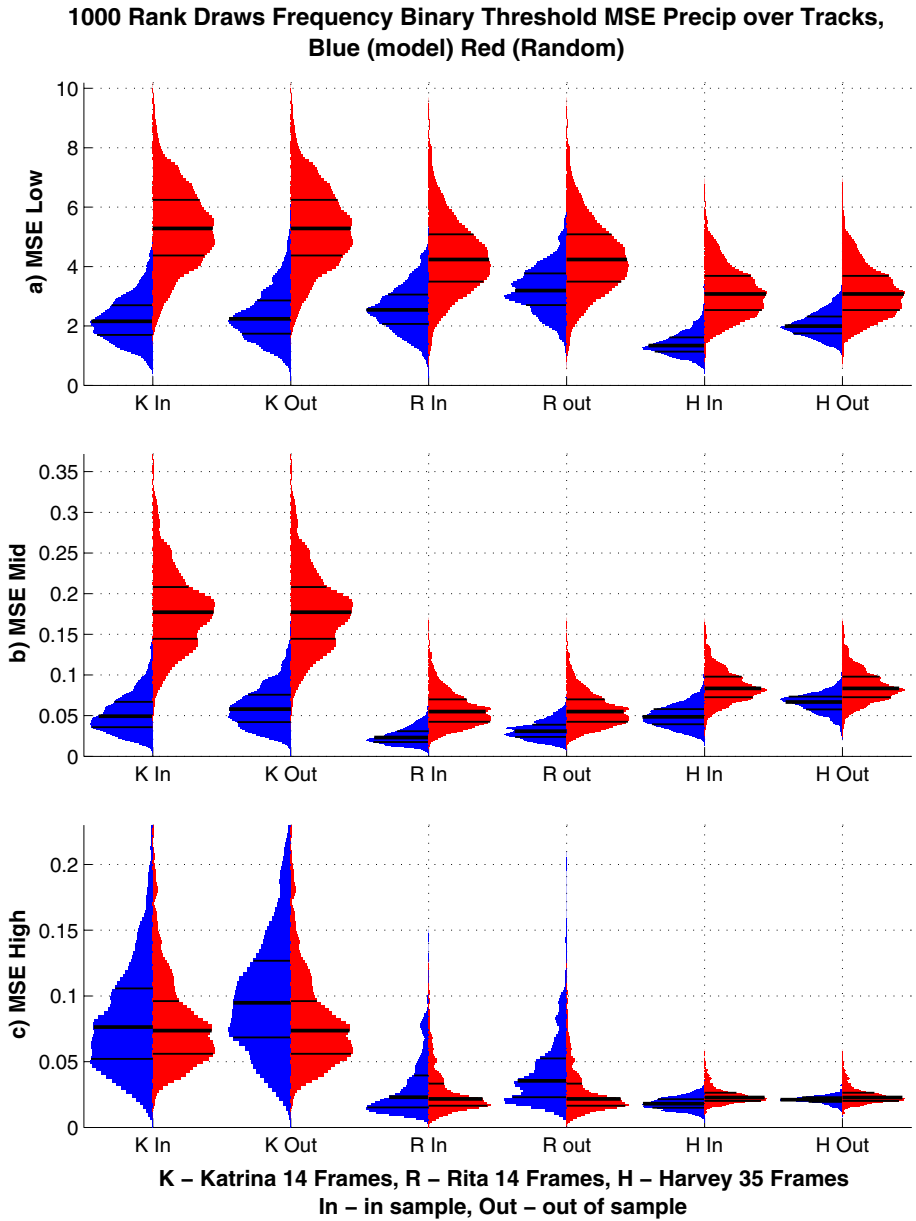 1000 Rank Draws Frequency Binary Threshold MSE Precip over Tracks,
Blue (model) Red (Random)
a) MSE Low
10
8
6
4
2
0
K In K Out R In R out H In H Out
b) MSE Mid
0.35
0.3
0.25
0.2
0.15
0.1
0.05
0
K In K Out R In R out H In H Out
c) MSE High
0.2
0.15
0.1
0.05
0
K In K Out R In R out H In H Out
K – Katrina 14 Frames, R – Rita 14 Frames, H – Harvey 35 Frames
In – in sample, Out – out of sample